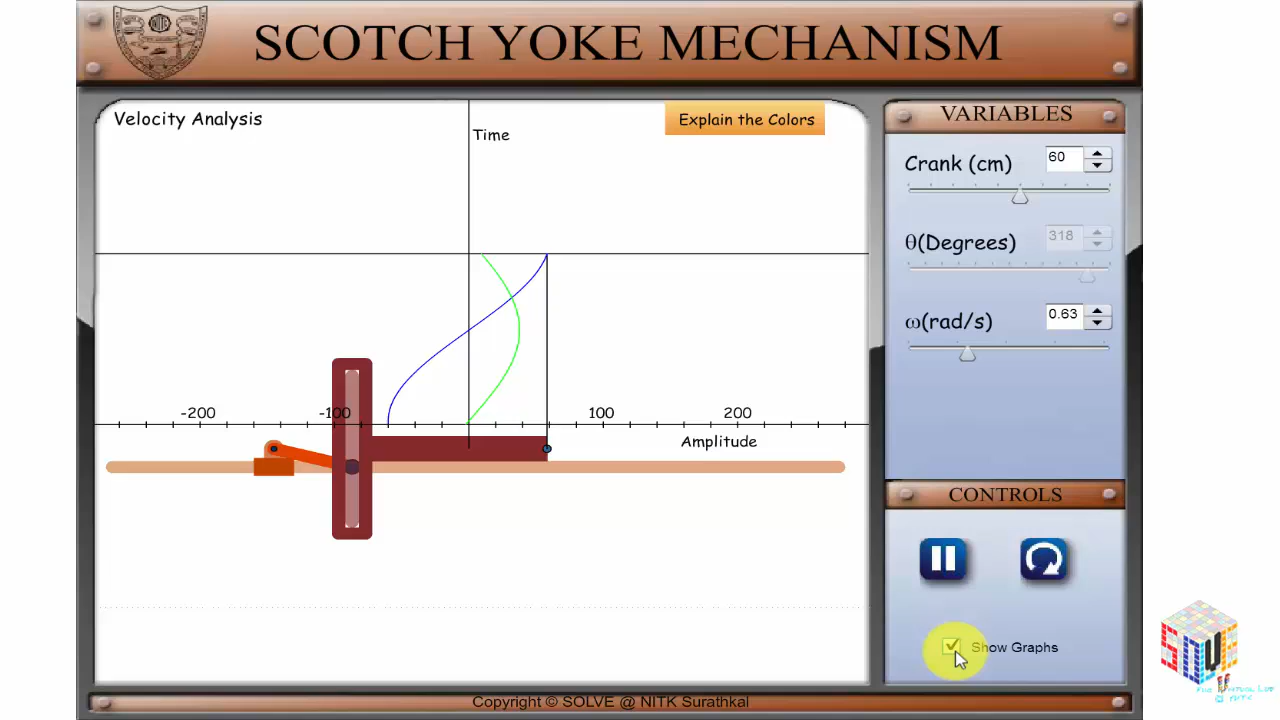 SCOTCH YOKE MECHANISM
Velocity Analysis
Explain the Colors
Time
-200
-100
100
200
Amplitude
VARIABLES
Crank (cm)
60
θ(Degrees)
318
ω(rad/s)
0.63
CONTROLS
Show Graphs
Copyright © SOLVE @ NITK Surathkal